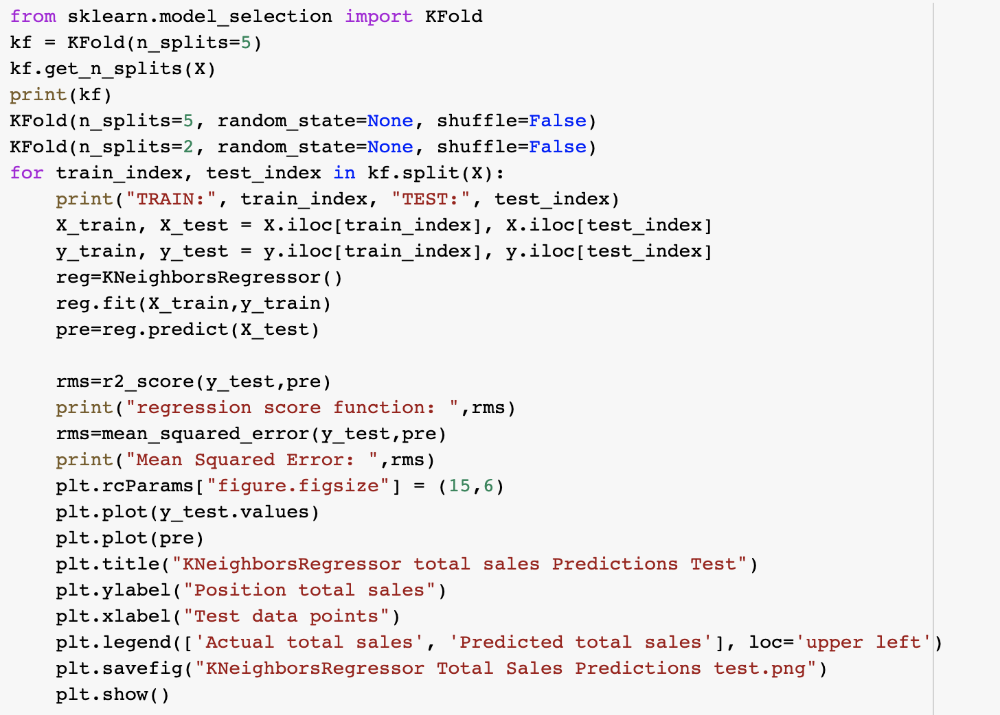 from sklearn.model_selection import KFold
kf = KFold(n_splits=5)
kf.get_n_splits(X)
print(kf)
KFold(n_splits=5, random_state=None, shuffle=False)
KFold(n_splits=2, random_state=None, shuffle=False)
for train_index, test_index in kf.split(X):
    print("TRAIN:", train_index, "TEST:", test_index)
    X_train, X_test = X.iloc[train_index], X.iloc[test_index]
    y_train, y_test = y.iloc[train_index], y.iloc[test_index]
    reg=KNeighborsRegressor()
    reg.fit(X_train,y_train)
    pre=reg.predict(X_test)

    rms=r2_score(y_test,pre)
    print("regression score function: ",rms)
    rms=mean_squared_error(y_test,pre)
    print("Mean Squared Error: ",rms)
    plt.rcParams["figure.figsize"] = (15,6)
    plt.plot(y_test.values)
    plt.plot(pre)
    plt.title("KNeighborsRegressor total sales Predictions Test")
    plt.ylabel("Position total sales")
    plt.xlabel("Test data points")
    plt.legend(['Actual total sales', 'Predicted total sales'], loc='upper left')
    plt.savefig("KNeighborsRegressor Total Sales Predictions test.png")
    plt.show()